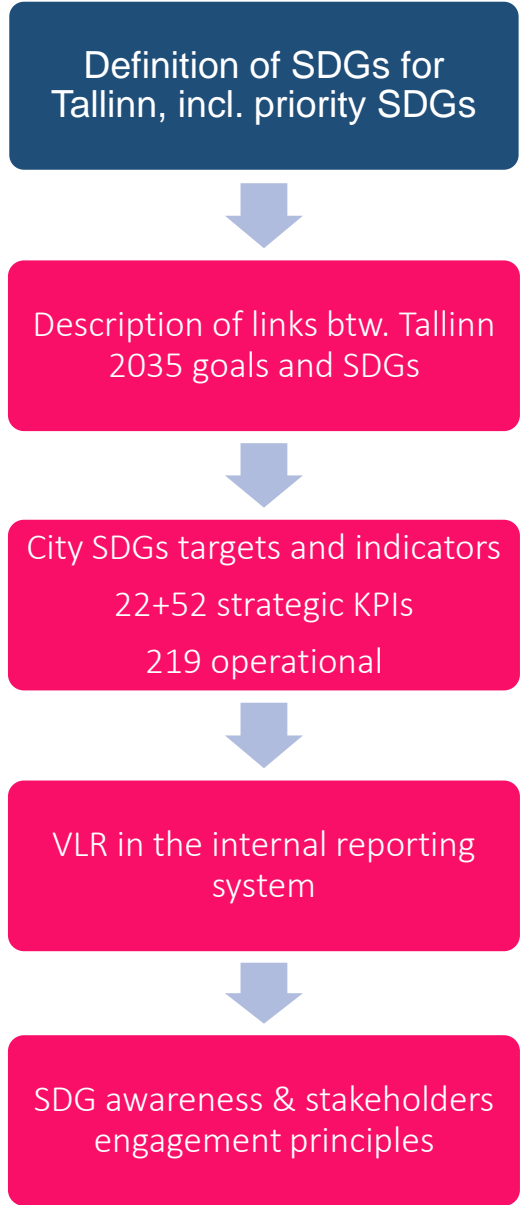 Definition of SDGs for
Tallinn, incl. priority SDGs
Description of links btw. Tallinn
2035 goals and SDGs
City SDGs targets and indicators
22+52 strategic KPIs
219 operational
VLR in the internal reporting
system
SDG awareness & stakeholders
engagement principles